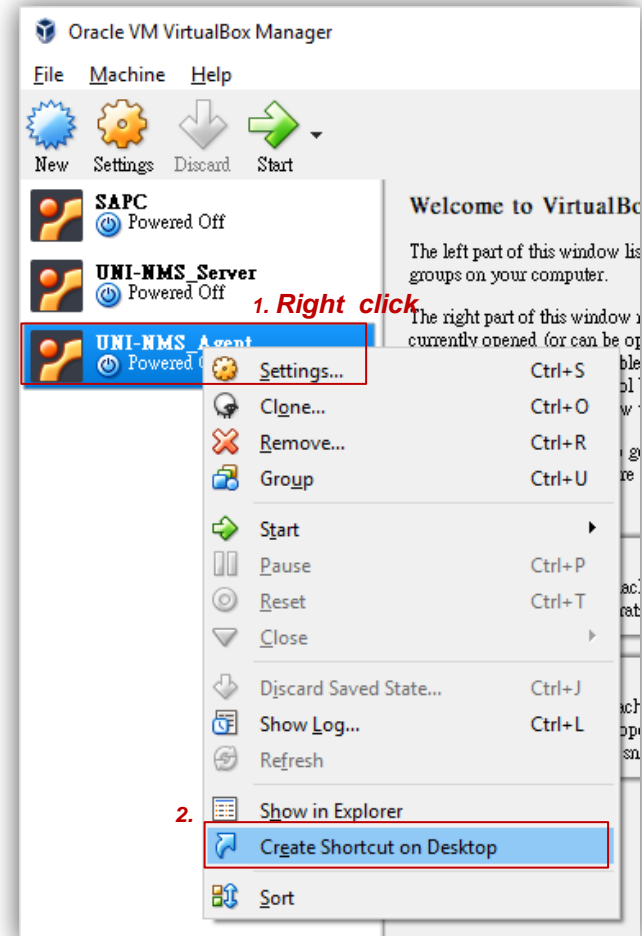 Oracle VM VirtualBox Manager
File Machine Help
New Settings Discard Start
SAPC
Powered Off
UNI-NMS_Server
Powered Off
1. Right click
UNI-NMS_Agent
Powered
Welcome to VirtualBo
The left part of this window lis
groups on your computer.
The right part of this window
currently opened (or can be op
Settings... Ctrl+S
Clone... Ctrl+O
Remove... Ctrl+R
Group Ctrl+U
Start
Pause Ctrl+P
Reset Ctrl+T
Close
Discard Saved State... Ctrl+J
Show Log... Ctrl+L
Refresh
2.
Show in Explorer
Create Shortcut on Desktop
Sort